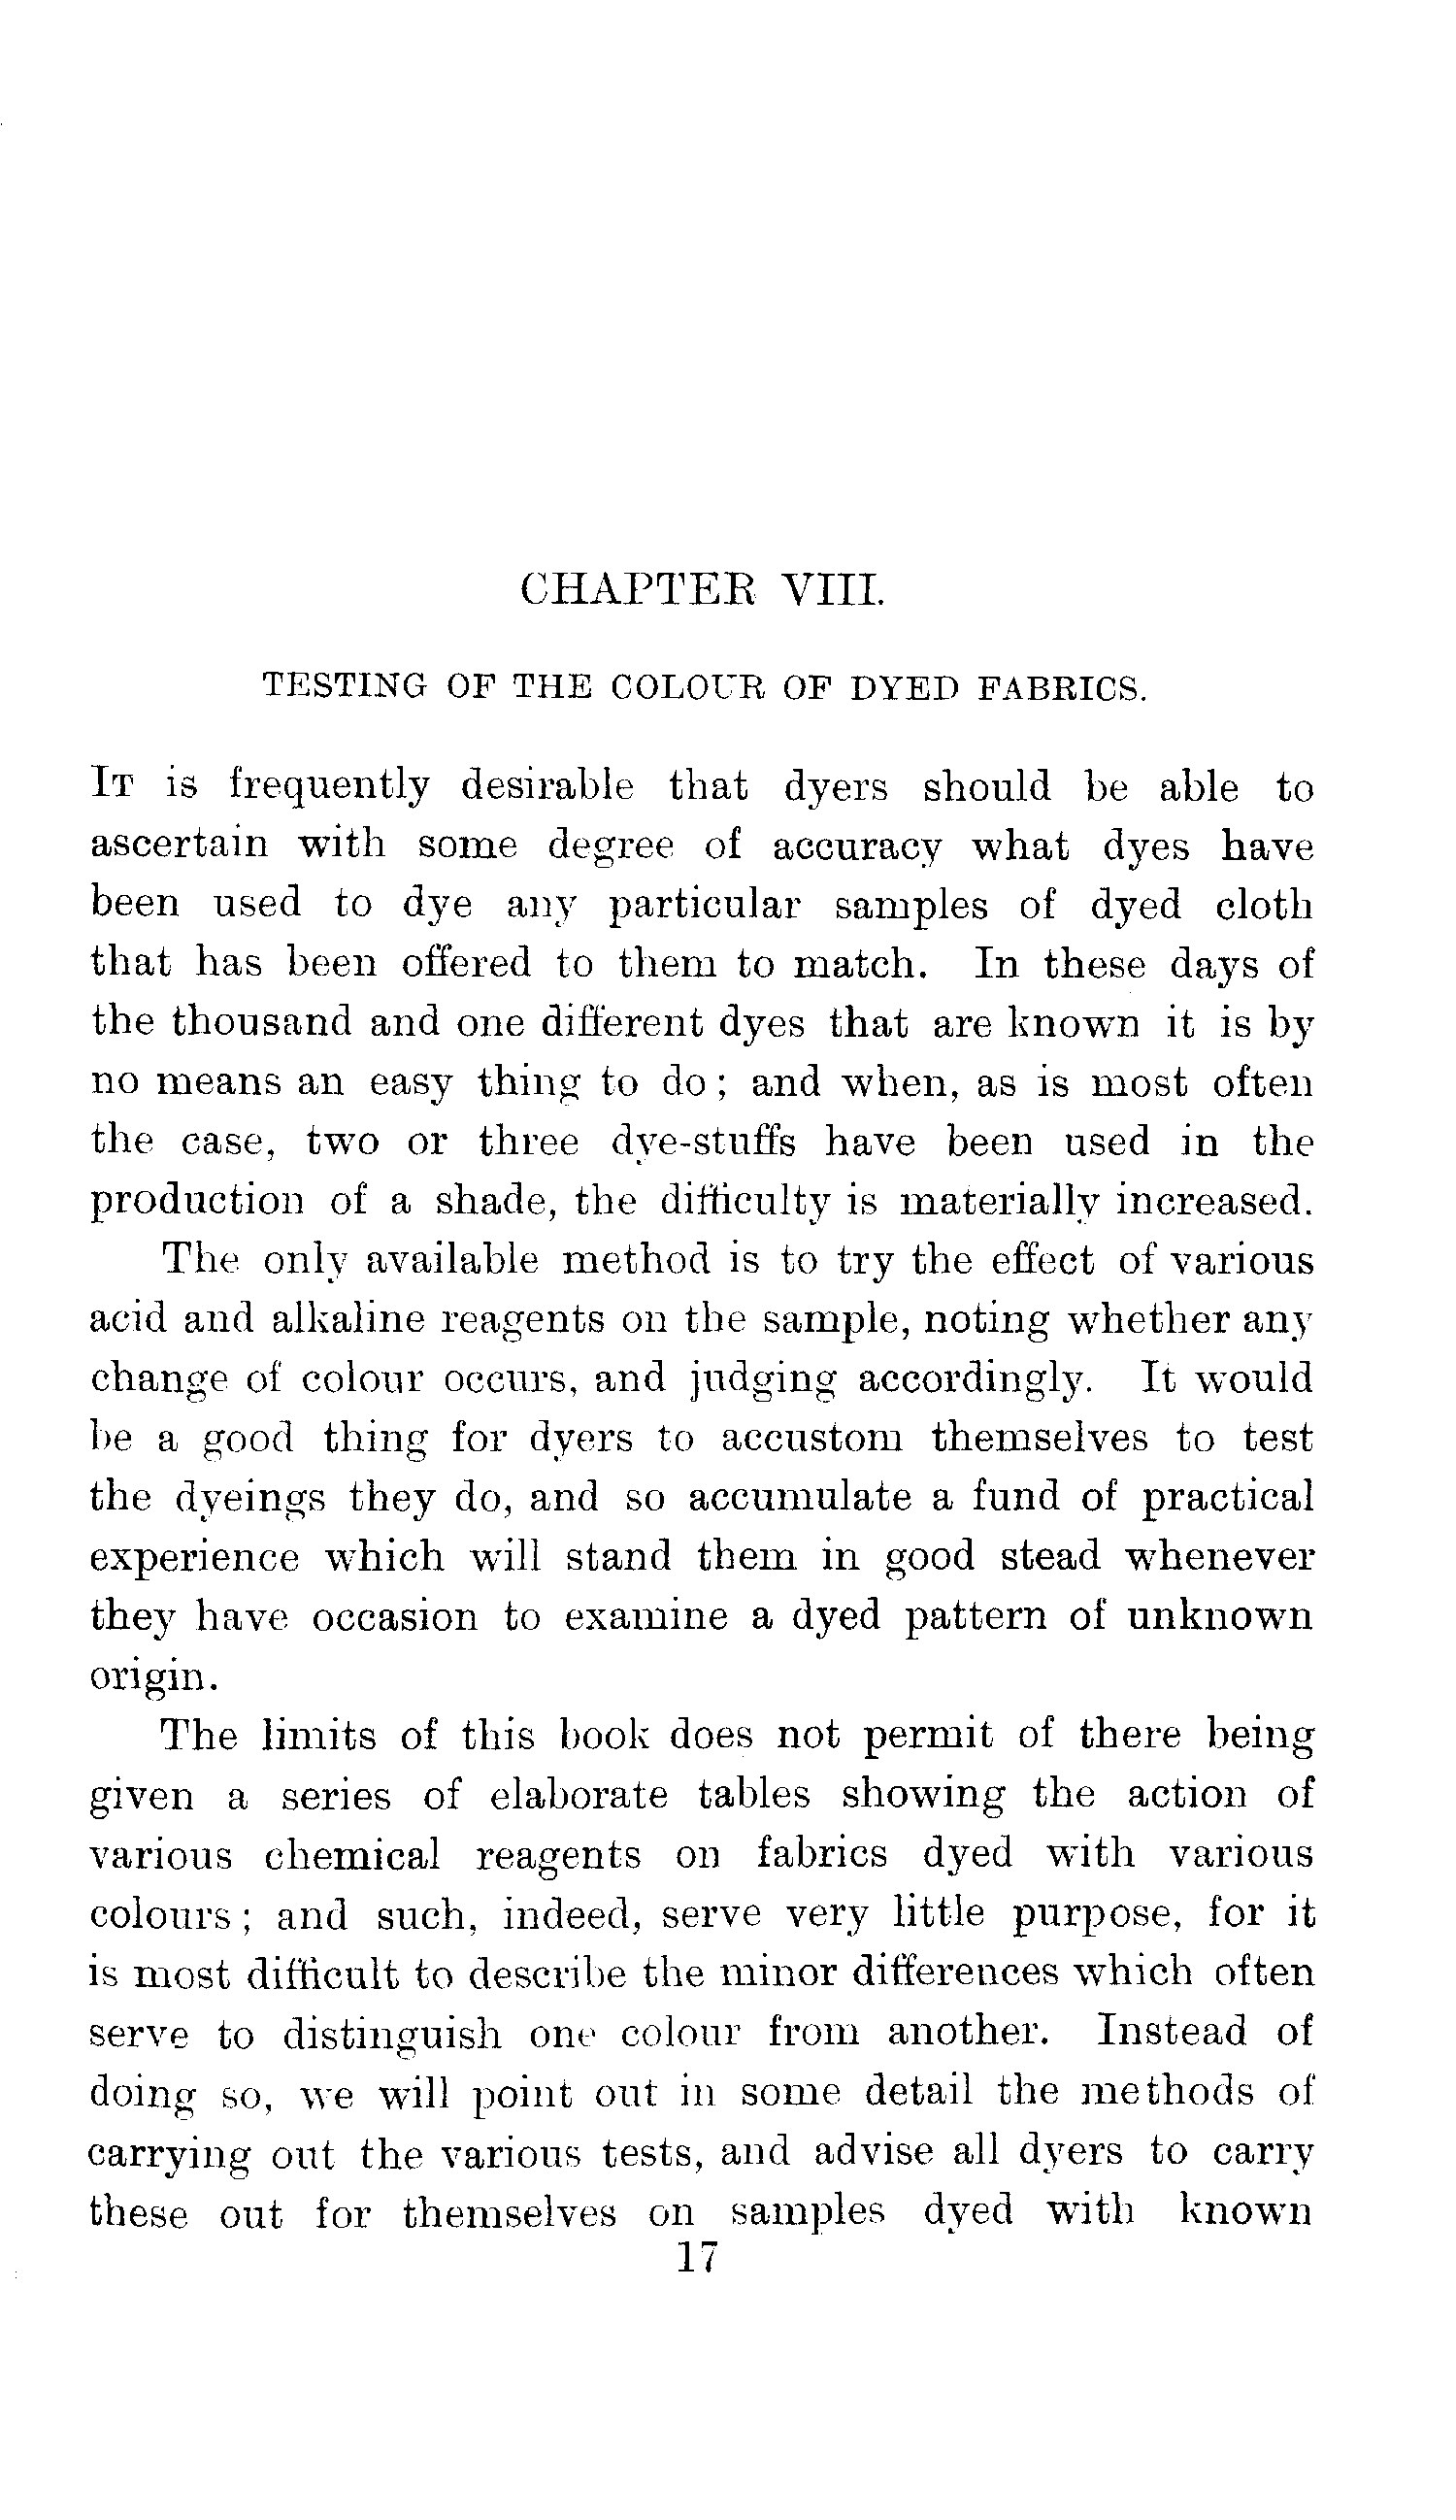 CHAPTER VIII.
TESTING OF THE COLOUR OF DYED FABRICS.
IT is frequently desirable that dyers should be able to
ascertain with some degree of accuracy what dyes have
been used to dye any particular samples of dyed cloth
that has been offered to them to match. In these days of
the thousand and one different dyes that are known it is by
no means an easy thing to do; and when, as is most often
the case, two or three dye-stuffs have been used in the
production of a shade, the difficulty is materially increased.
The only available method is to try the effect of various
acid and alkaline reagents on the sample, noting whether any
change of colour occurs, and judging accordingly. It would
be a good thing for dyers to accustom themselves to test
the dyeings they do, and so accumulate a fund of practical
experience which will stand them in good stead whenever
they have occasion to examine a dyed pattern of unknown
origin.
The limits of this book does not permit of there being
given a series of elaborate tables showing the action of
various chemical reagents on fabrics dyed with various
colours; and such, indeed, serve very little purpose, for it
is most difficult to describe the minor differences which often
serve to distinguish one colour from another. Instead of
doing so, we will point out in some detail the methods of
carrying out the various tests, and advise all dyers to carry
these out for themselves on samples dyed with known
17